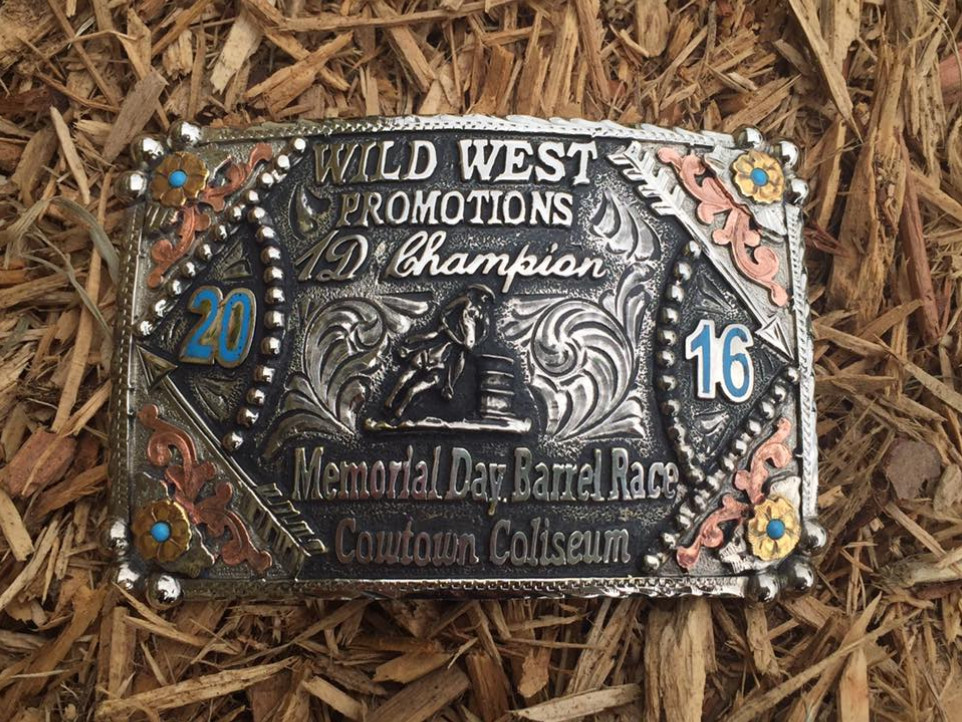 WILD WEST
PROMOTIONS
1D Champion
20 16
Memorial Day Barrel Race
Cowtown Coliseum